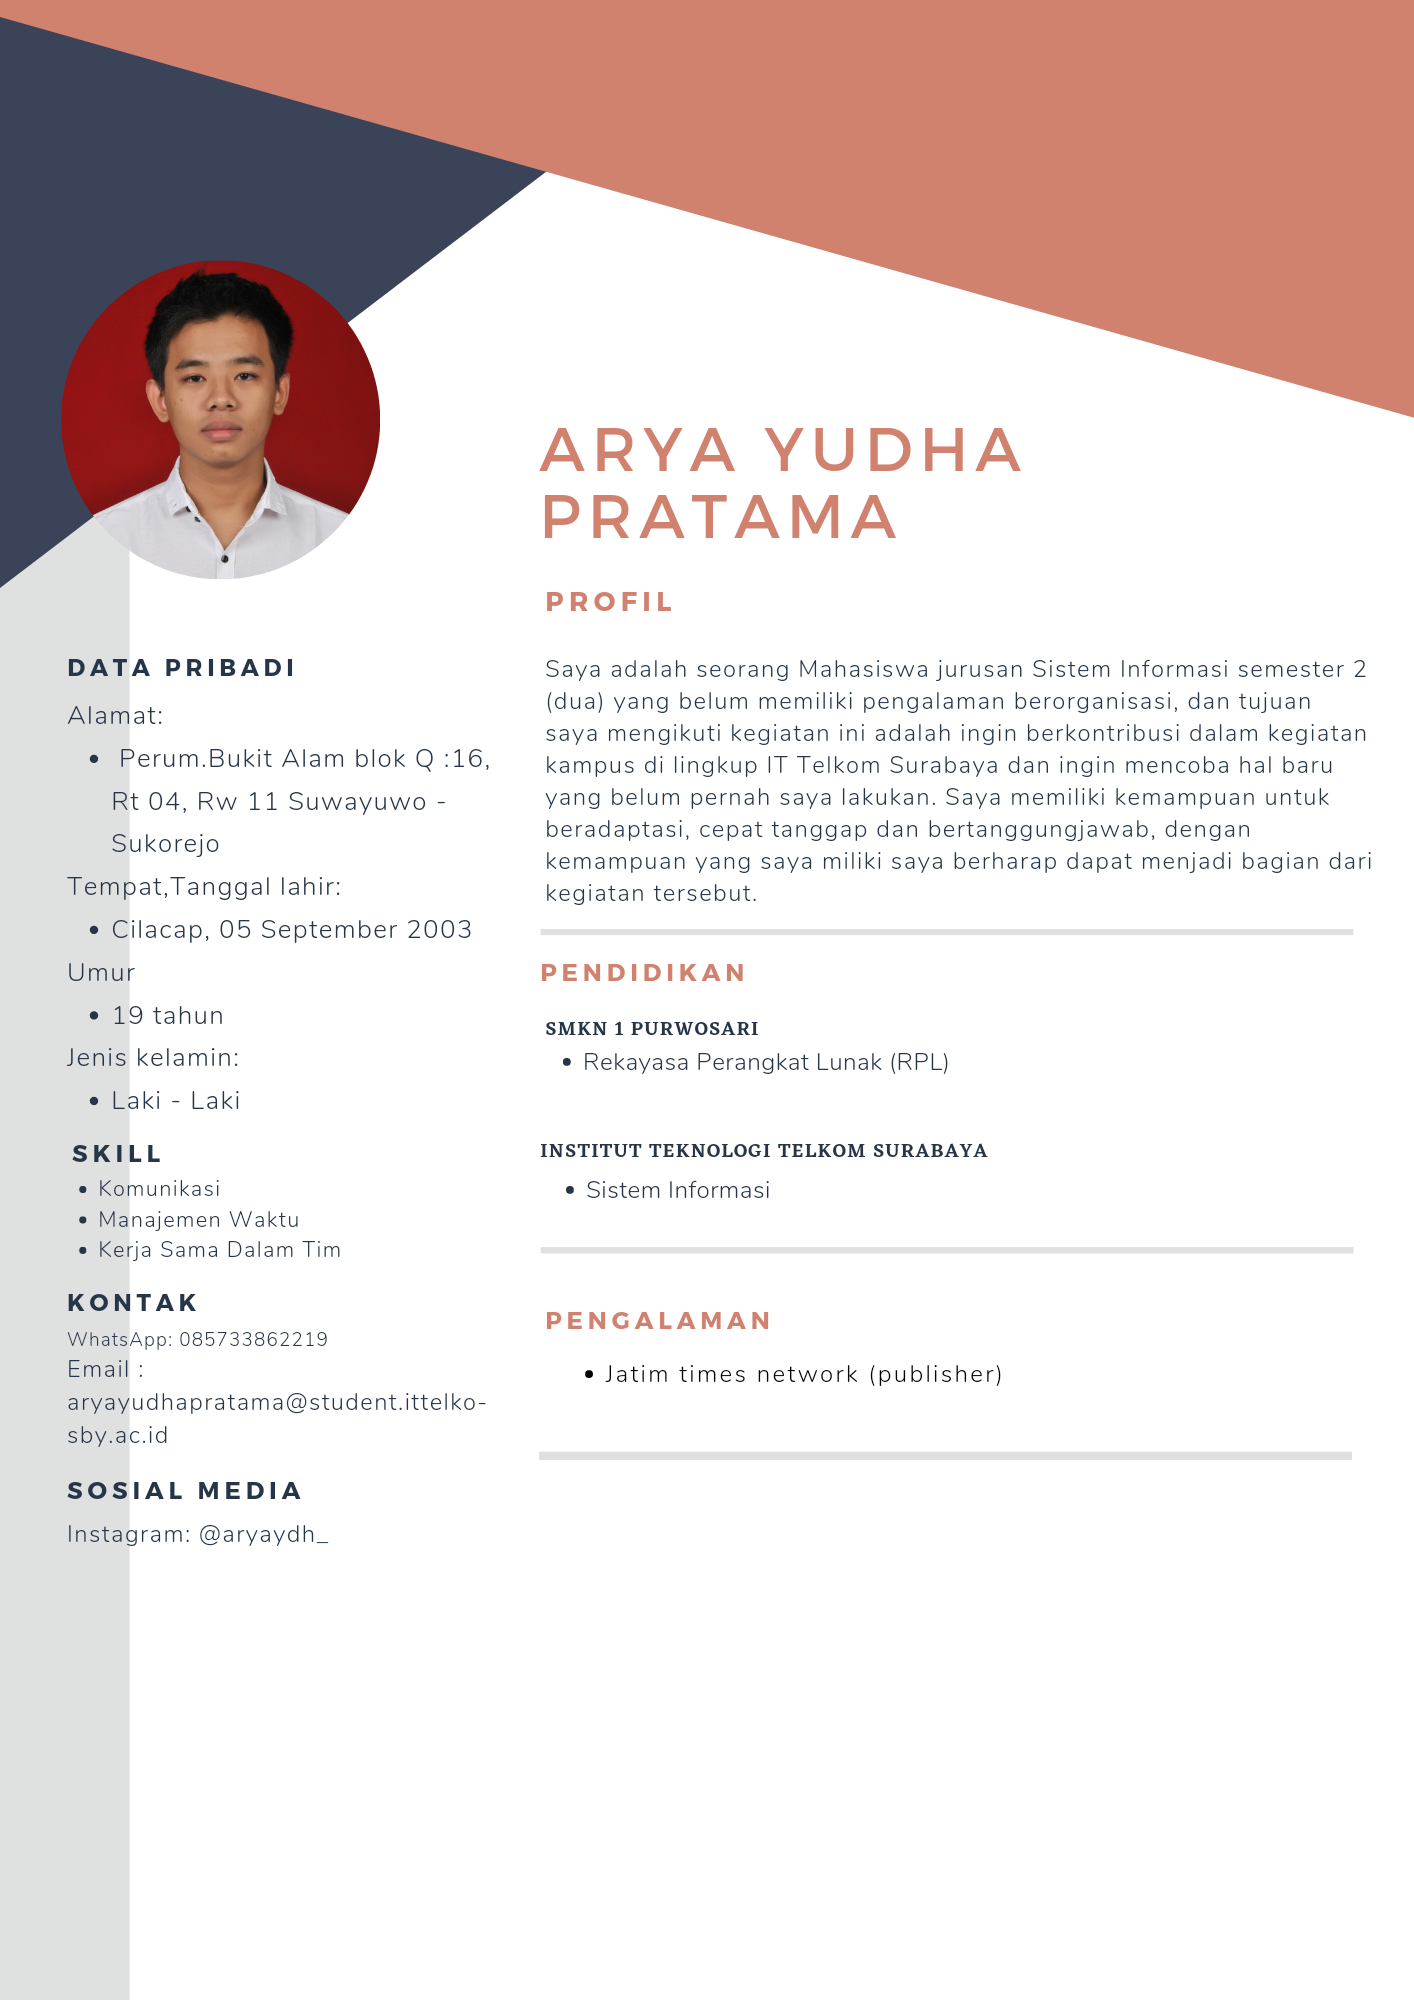 ARYA YUDHA
PRATAMA
PROFIL
Saya adalah seorang Mahasiswa jurusan Sistem Informasi semester 2
(dua) yang belum memiliki pengalaman berorganisasi, dan tujuan
saya mengikuti kegiatan ini adalah ingin berkontribusi dalam kegiatan
kampus di lingkup IT Telkom Surabaya dan ingin mencoba hal baru
yang belum pernah saya lakukan. Saya memiliki kemampuan untuk
beradaptasi, cepat tanggap dan bertanggungjawab, dengan
kemampuan yang saya miliki saya berharap dapat menjadi bagian dari
kegiatan tersebut.
PENDIDIKAN
SMKN 1 PURWOSARI
• Rekayasa Perangkat Lunak (RPL)
INSTITUT TEKNOLOGI TELKOM SURABAYA
• Sistem Informasi
PENGALAMAN
• Jatim times network (publisher)
DATA PRIBADI
Alamat:
• Perum.Bukit Alam blok Q :16,
Rt 04, Rw 11 Suwayuwo -
Sukorejo
Tempat,Tanggal lahir:
• Cilacap, 05 September 2003
Umur
• 19 tahun
Jenis kelamin:
• Laki - Laki
SKILL
• Komunikasi
• Manajemen Waktu
• Kerja Sama Dalam Tim
KONTAK
WhatsApp: 085733862219
Email :
aryayudhapratama@student.ittelko-
sby.ac.id
SOSIAL MEDIA
Instagram: @aryaydh_